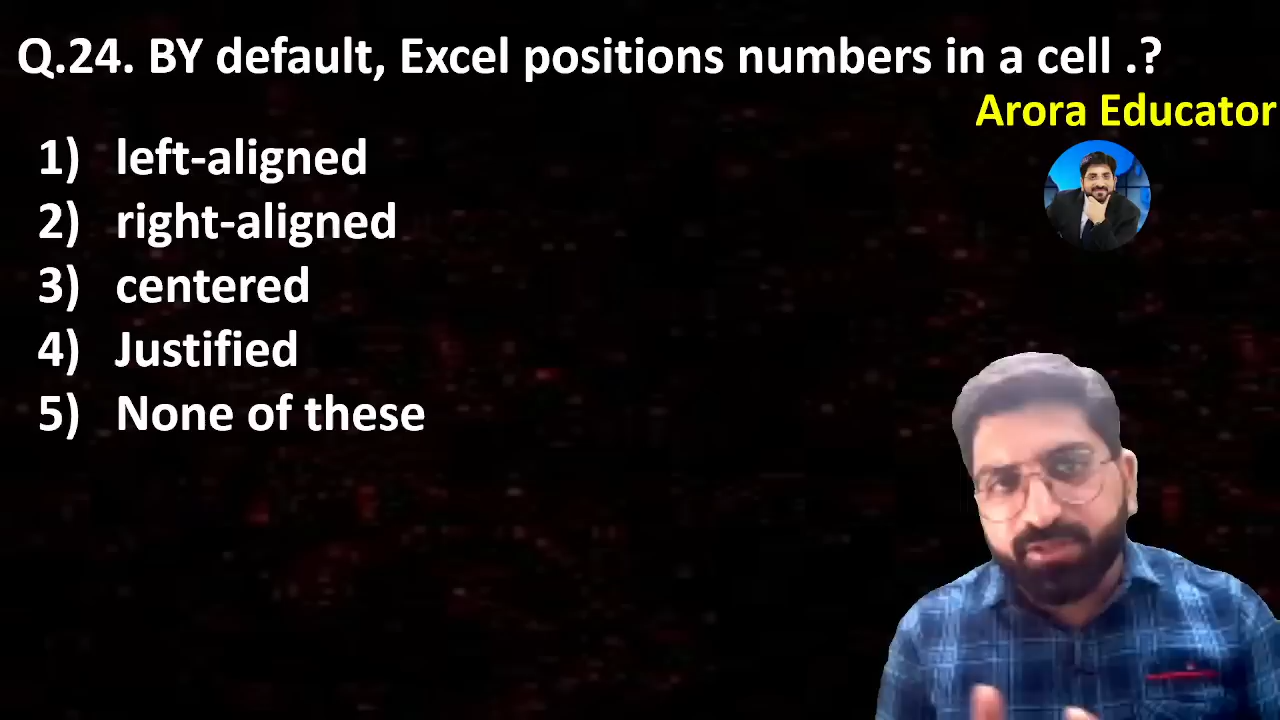 Q.24. BY default, Excel positions numbers in a cell .?
Arora Educator
1) left-aligned
2) right-aligned
3) centered
4) Justified
5) None of these